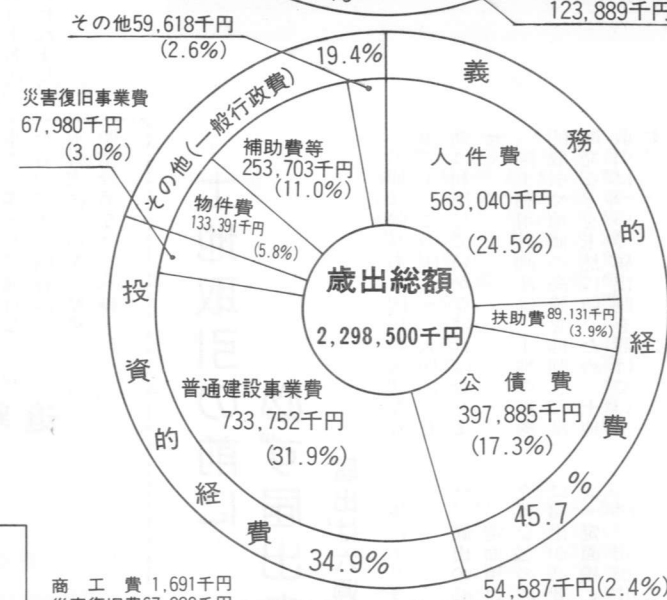 123,889千円
その他59,618千円
(2.6%)
19.4%
災害復旧事業費
67,980千円
(3.0%)
その他(一般行政費)
補助費等
253,703千円
(11.0%)
物件費
133,391千円
(5.8%)
義務的経費
45.7%
人件費
563,040千円
(24.5%)
歳出総額
2,298,500千円
扶助費 89,131千円
(3.9%)
公債費
397,885千円
(17.3%)
投資的経費
34.9%
普通建設事業費
733,752千円
(31.9%)
商工費 1,691千円
54,587千円(2.4%)